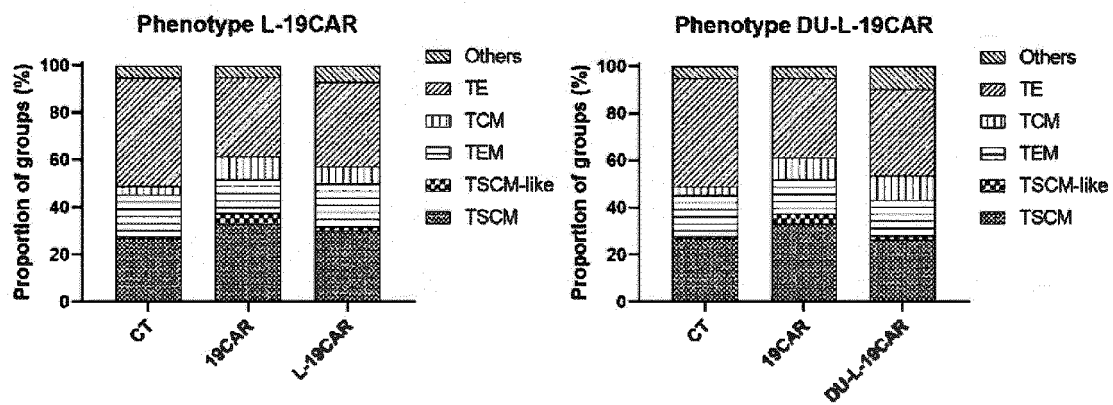 Phenotype L-19CAR
Proportion of groups (%)
100
80
60
40
20
0
CT
19CAR
L-19CAR
Others
TE
TCM
TEM
TSCM-like
TSCM
Phenotype DU-L-19CAR
Proportion of groups (%)
100
80
60
40
20
0
CT
19CAR
DU-L-19CAR
Others
TE
TCM
TEM
TSCM-like
TSCM